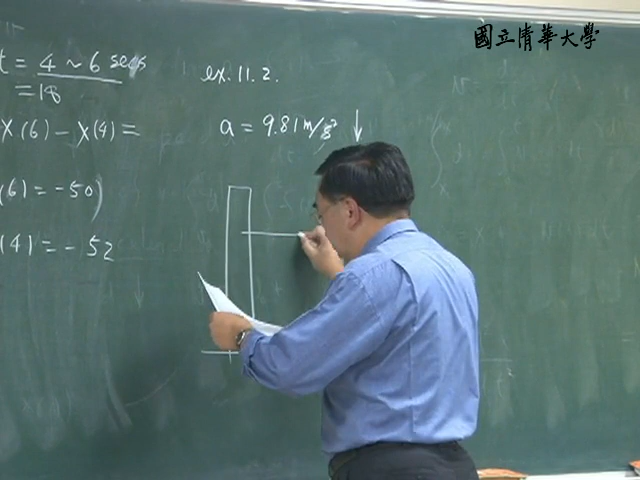 國立清華大學
t = 4 ~ 6 secs
= 18
X(6) - X(4) =
(6) = -50)
(4) = -52
ex. 11. 2.
a = 9.81 m/s² ↓